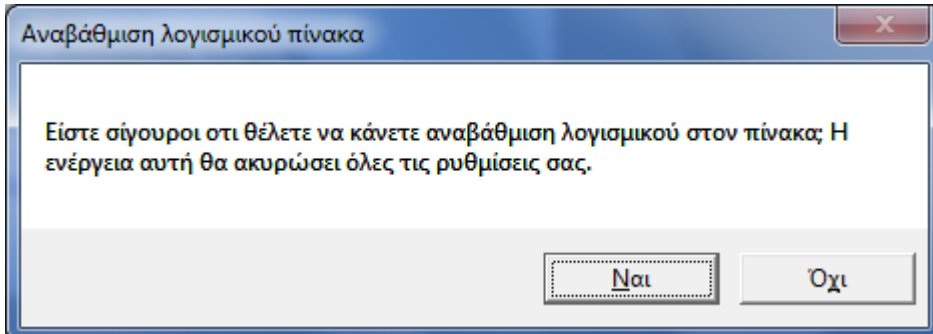 Αναβάθμιση λογισμικού πίνακα
Είστε σίγουροι οτι θέλετε να κάνετε αναβάθμιση λογισμικού στον πίνακα; Η
ενέργεια αυτή θα ακυρώσει όλες τις ρυθμίσεις σας.
Ναι Όχι